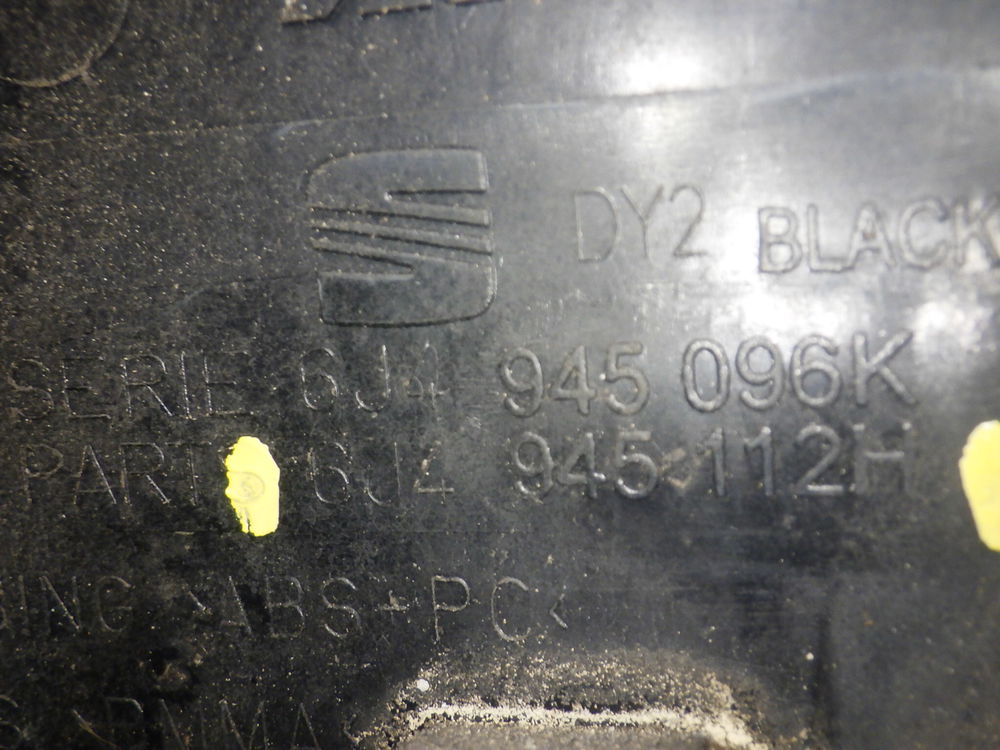 DY2 BLACK
SERIE 6J4 945 096K
PART 6J4 945 112H
>ABS+PC<